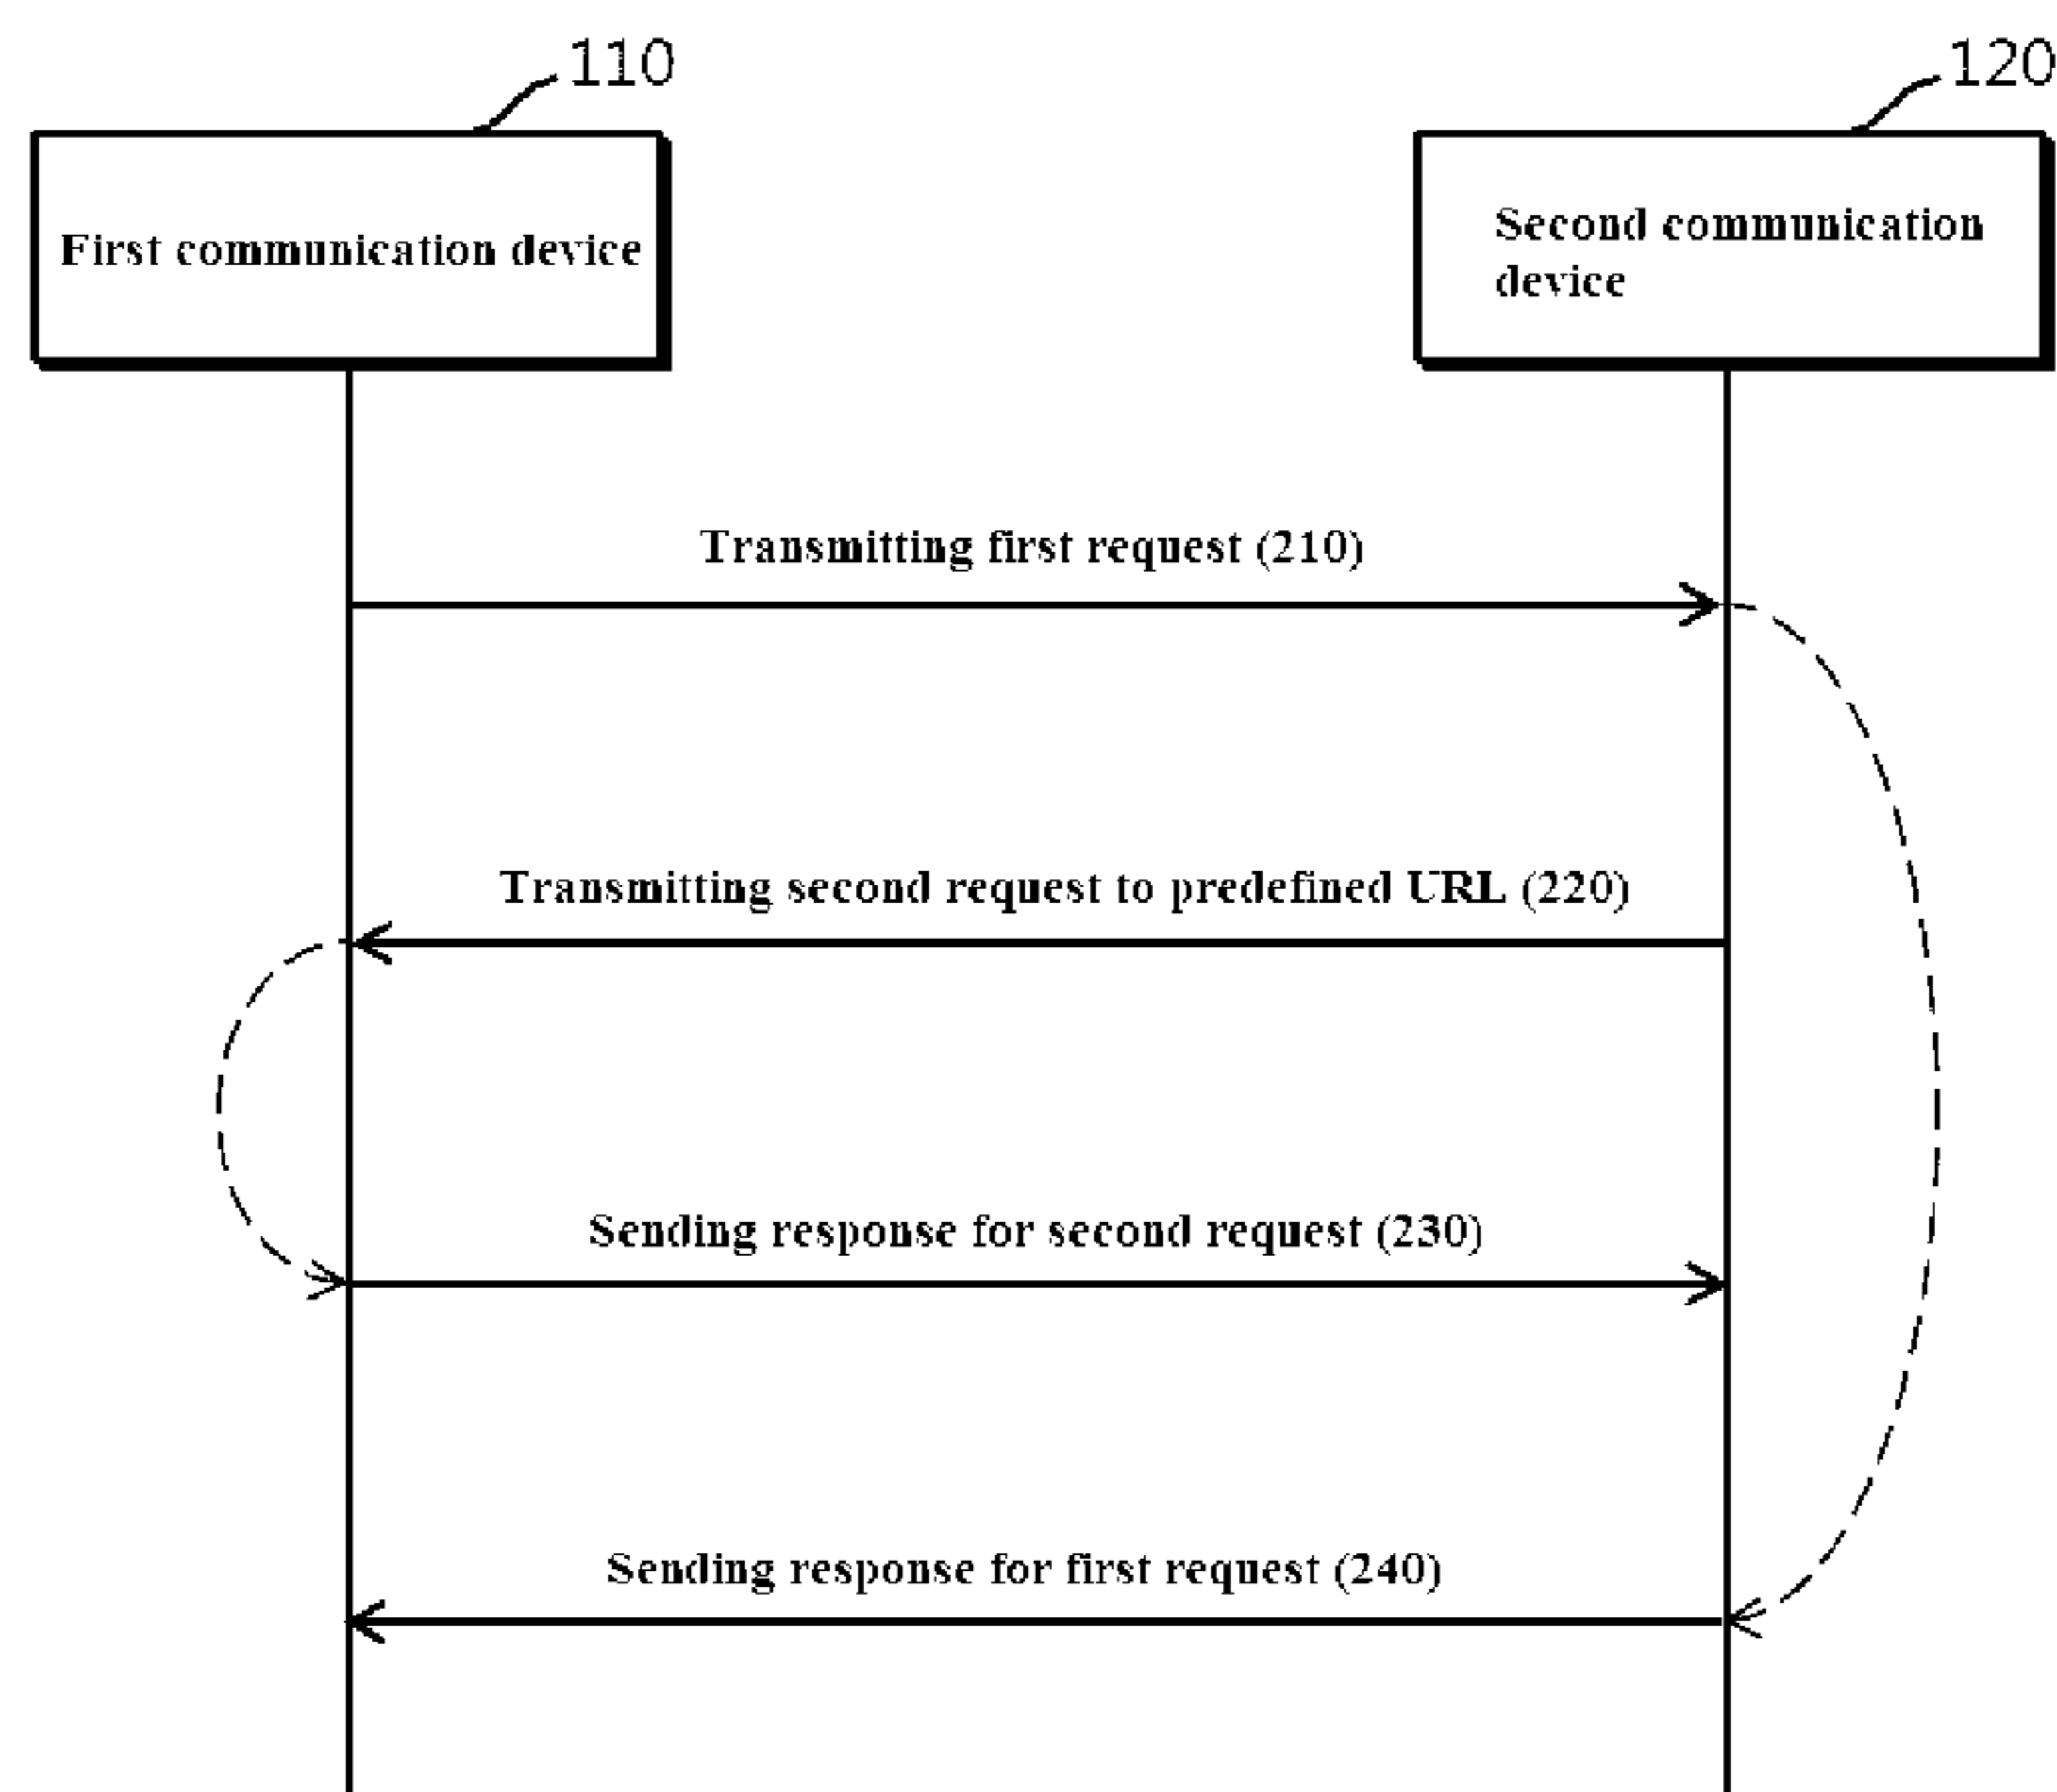 110
120
First communication device
Second communication
device
Transmitting first request (210)
Transmitting second request to predefined URL (220)
Sending response for second request (230)
Sending response for first request (240)